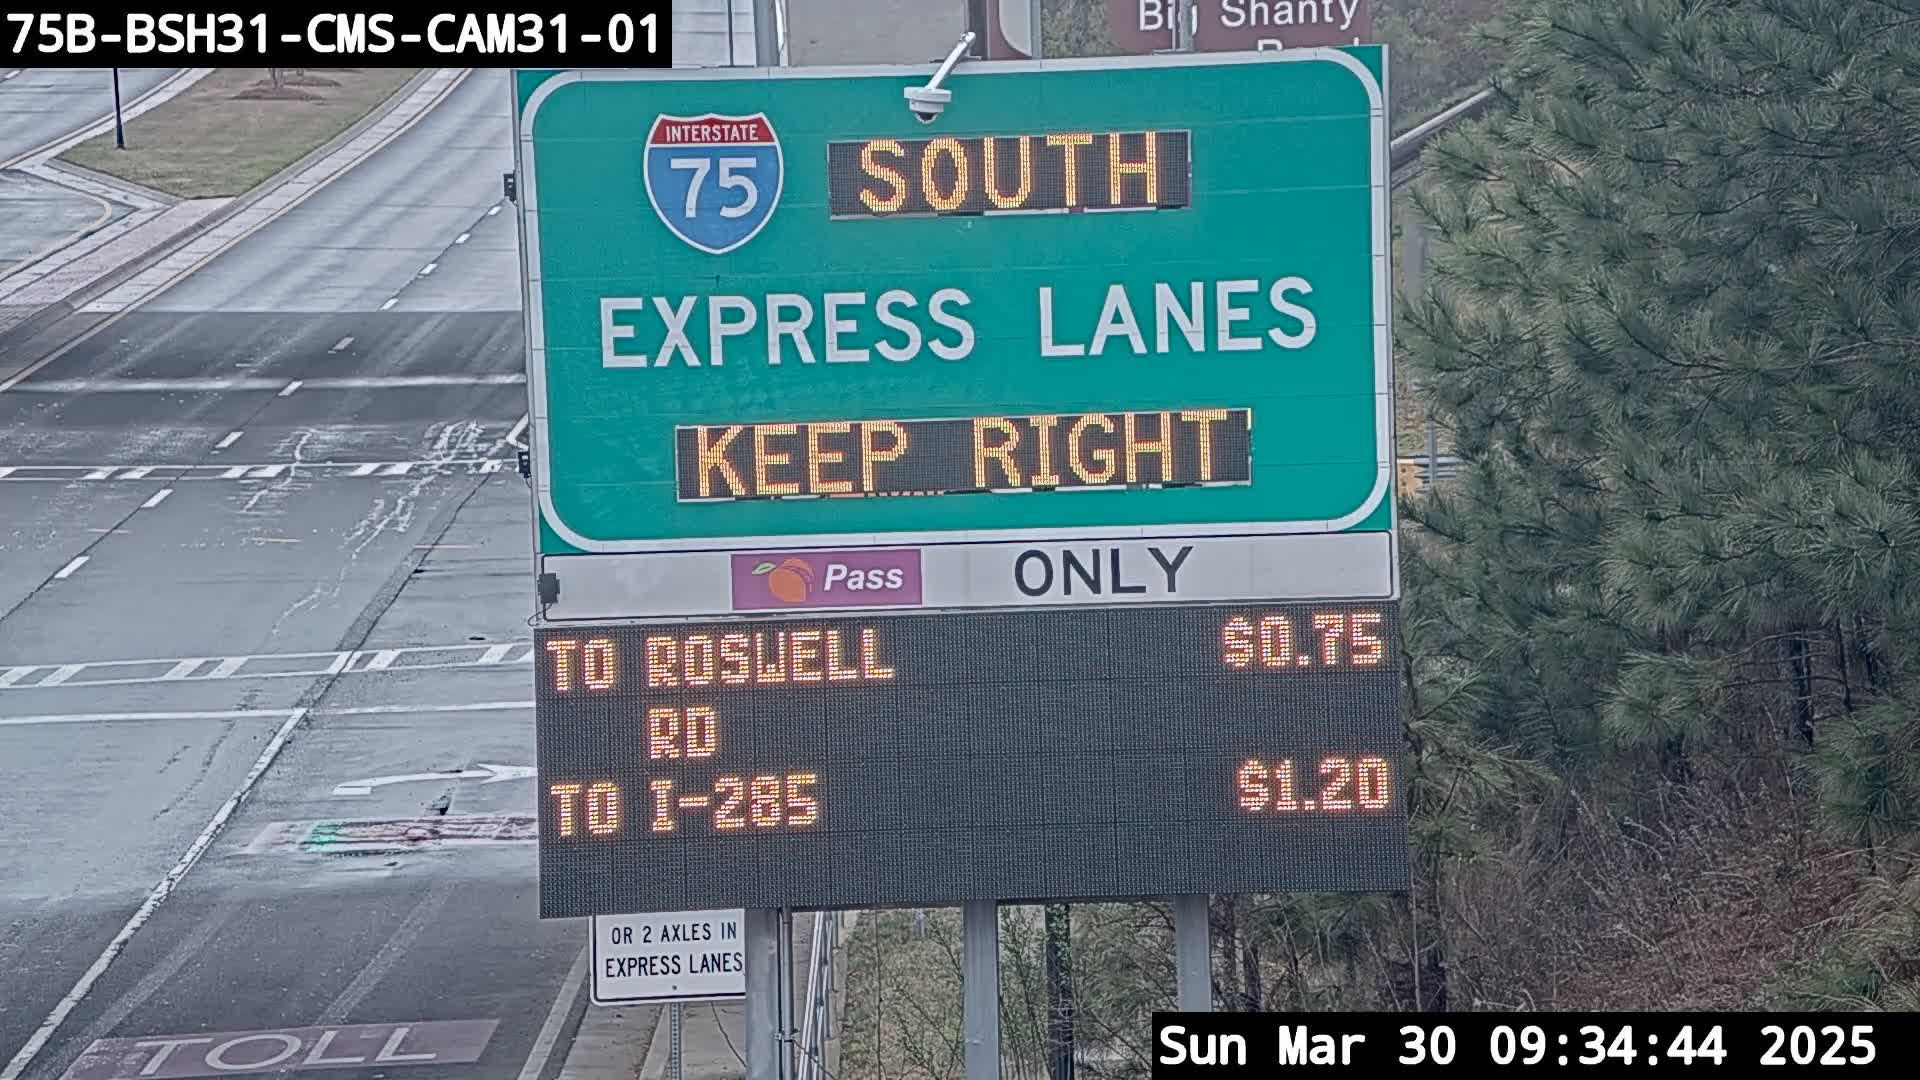 75B-BSH31-CMS-CAM31-01
Big Shanty
INTERSTATE
75
SOUTH
EXPRESS LANES
KEEP RIGHT
Pass
ONLY
TO ROSWELL $0.75
RD
TO I-285 $1.20
OR 2 AXLES IN
EXPRESS LANES
TOLL
Sun Mar 30 09:34:44 2025